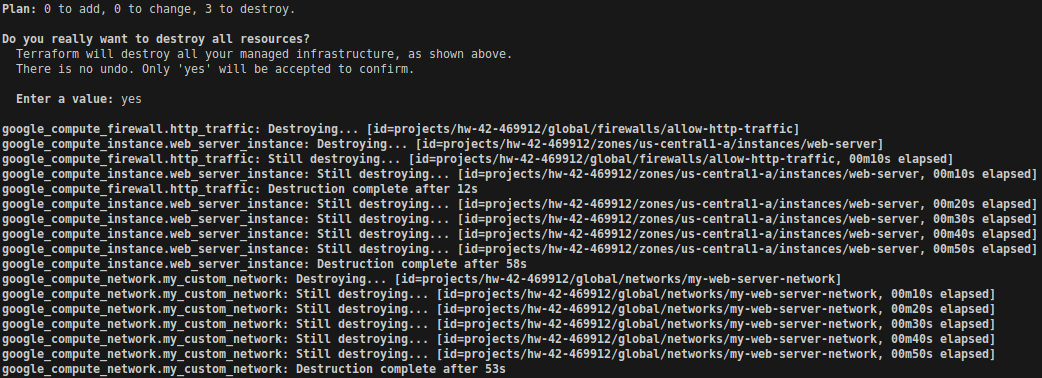 Plan: 0 to add, 0 to change, 3 to destroy.
Do you really want to destroy all resources?
Terraform will destroy all your managed infrastructure, as shown above.
There is no undo. Only 'yes' will be accepted to confirm.
Enter a value: yes
google_compute_firewall.http_traffic: Destroying... [id=projects/hw-42-469912/global/firewalls/allow-http-traffic]
google_compute_instance.web_server_instance: Destroying... [id=projects/hw-42-469912/zones/us-central1-a/instances/web-server]
google_compute_firewall.http_traffic: Still destroying... [id=projects/hw-42-469912/global/firewalls/allow-http-traffic, 00m10s elapsed]
google_compute_instance.web_server_instance: Still destroying... [id=projects/hw-42-469912/zones/us-central1-a/instances/web-server, 00m10s elapsed]
google_compute_firewall.http_traffic: Destruction complete after 12s
google_compute_instance.web_server_instance: Still destroying... [id=projects/hw-42-469912/zones/us-central1-a/instances/web-server, 00m20s elapsed]
google_compute_instance.web_server_instance: Still destroying... [id=projects/hw-42-469912/zones/us-central1-a/instances/web-server, 00m30s elapsed]
google_compute_instance.web_server_instance: Still destroying... [id=projects/hw-42-469912/zones/us-central1-a/instances/web-server, 00m40s elapsed]
google_compute_instance.web_server_instance: Still destroying... [id=projects/hw-42-469912/zones/us-central1-a/instances/web-server, 00m50s elapsed]
google_compute_instance.web_server_instance: Destruction complete after 58s
google_compute_network.my_custom_network: Destroying... [id=projects/hw-42-469912/global/networks/my-web-server-network]
google_compute_network.my_custom_network: Still destroying... [id=projects/hw-42-469912/global/networks/my-web-server-network, 00m10s elapsed]
google_compute_network.my_custom_network: Still destroying... [id=projects/hw-42-469912/global/networks/my-web-server-network, 00m20s elapsed]
google_compute_network.my_custom_network: Still destroying... [id=projects/hw-42-469912/global/networks/my-web-server-network, 00m30s elapsed]
google_compute_network.my_custom_network: Still destroying... [id=projects/hw-42-469912/global/networks/my-web-server-network, 00m40s elapsed]
google_compute_network.my_custom_network: Still destroying... [id=projects/hw-42-469912/global/networks/my-web-server-network, 00m50s elapsed]
google_compute_network.my_custom_network: Destruction complete after 53s